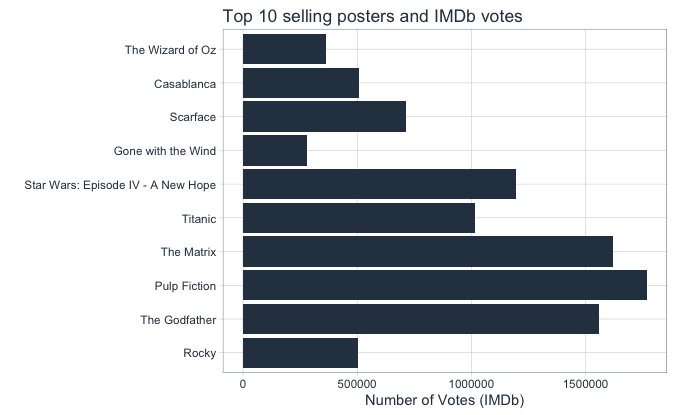 Top 10 selling posters and IMDb votes
The Wizard of Oz
Casablanca
Scarface
Gone with the Wind
Star Wars: Episode IV - A New Hope
Titanic
The Matrix
Pulp Fiction
The Godfather
Rocky
0 500000 1000000 1500000
Number of Votes (IMDb)